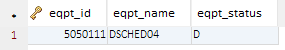 eqpt_id eqpt_name eqpt_status
1 5050111 DSCHED04 D